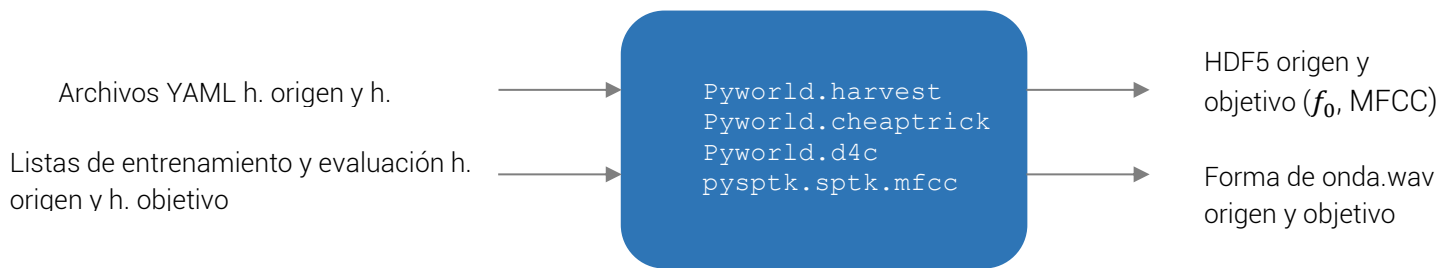 Archivos YAML h. origen y h.
Listas de entrenamiento y evaluación h.
origen y h. objetivo
Pyworld.harvest
Pyworld.cheaptrick
Pyworld.d4c
pysptk.sptk.mfcc
HDF5 origen y
objetivo (f₀, MFCC)
Forma de onda.wav
origen y objetivo